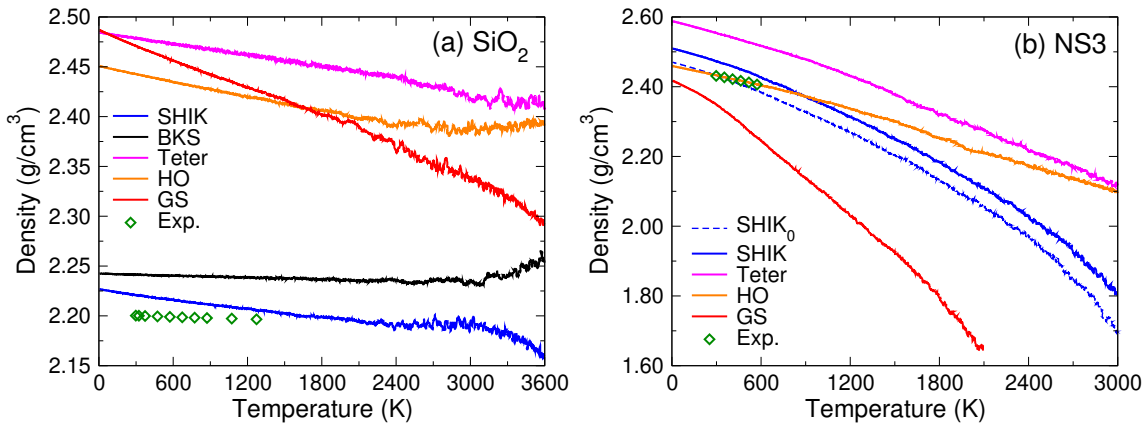 (a) SiO₂
Density (g/cm³)
2.50
2.45
2.40
2.35
2.30
2.25
2.20
2.15
SHIK
BKS
Teter
HO
GS
Exp.
0 600 1200 1800 2400 3000 3600
Temperature (K)
(b) NS3
Density (g/cm³)
2.60
2.40
2.20
2.00
1.80
1.60
SHIK₀
SHIK
Teter
HO
GS
Exp.
0 600 1200 1800 2400 3000
Temperature (K)